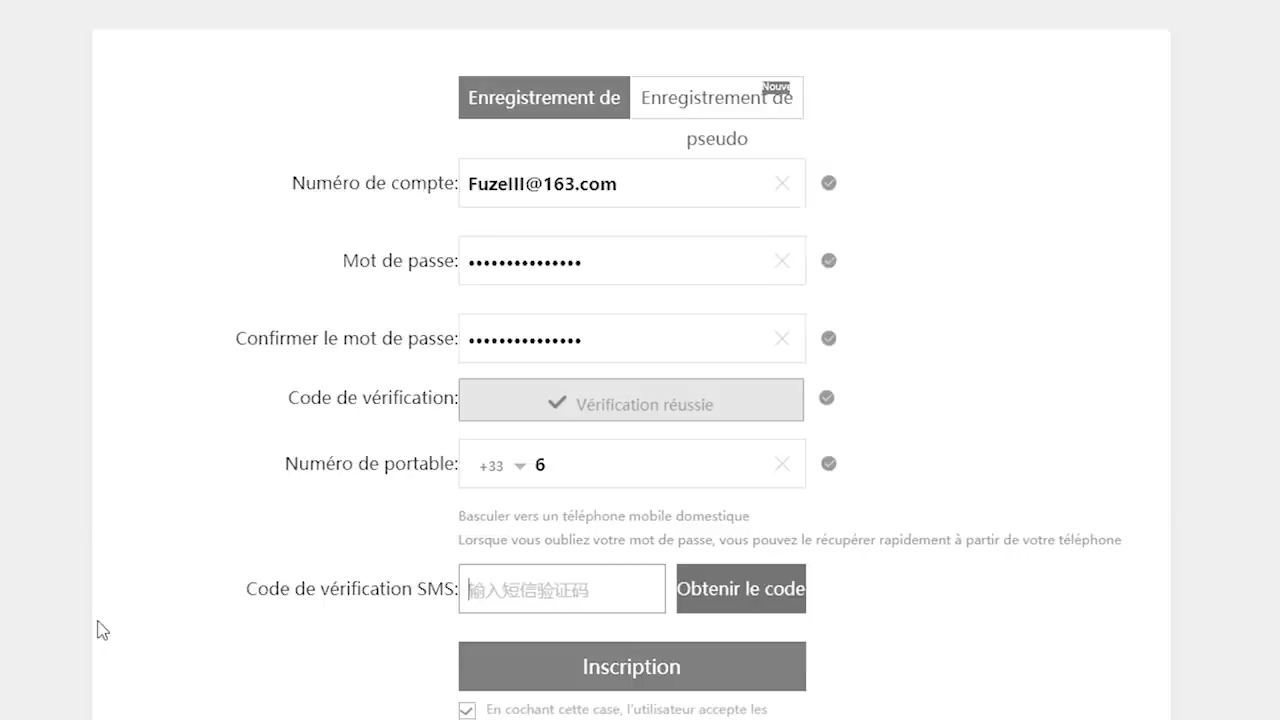 Enregistrement de
Enregistrement de
Nouve
pseudo
Numéro de compte: FuzeIII@163.com
Mot de passe: •••••••••••••••
Confirmer le mot de passe: •••••••••••••••
Code de vérification: Vérification réussie
Numéro de portable: +33 6
Basculer vers un téléphone mobile domestique
Lorsque vous oubliez votre mot de passe, vous pouvez le récupérer rapidement à partir de votre téléphone
Code de vérification SMS: 输入短信验证码 Obtenir le code
Inscription
En cochant cette case, l'utilisateur accepte les